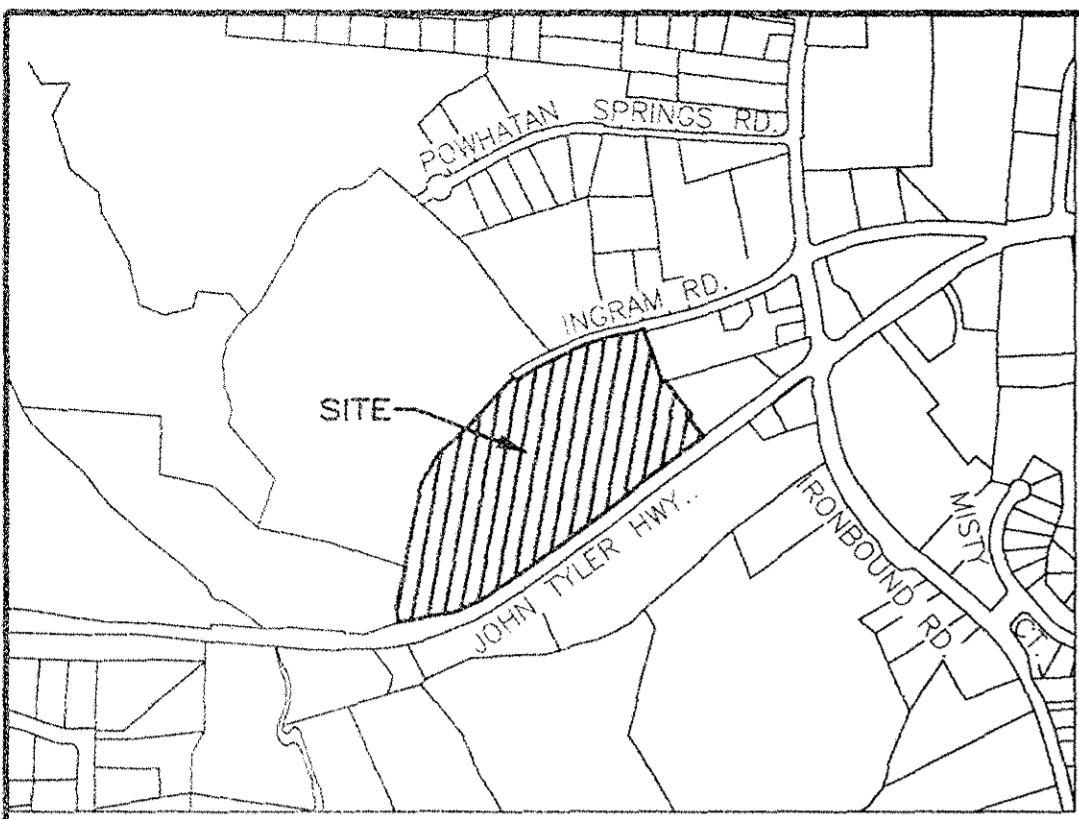 POWHATAN SPRINGS RD.
INGRAM RD.
SITE
JOHN TYLER HWY..
IRONBOUND RD.
MISTY
CT.